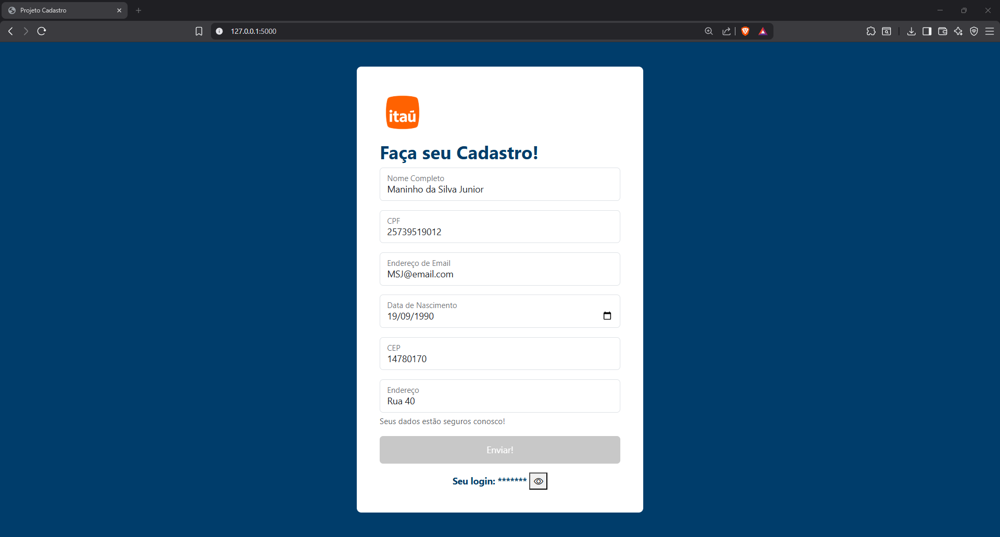 Projeto Cadastro
127.0.0.1:5000
itaú
Faça seu Cadastro!
Nome Completo
Maninho da Silva Junior
CPF
25739519012
Endereço de Email
MSJ@email.com
Data de Nascimento
19/09/1990
CEP
14780170
Endereço
Rua 40
Seus dados estão seguros conosco!
Enviar!
Seu login: *******